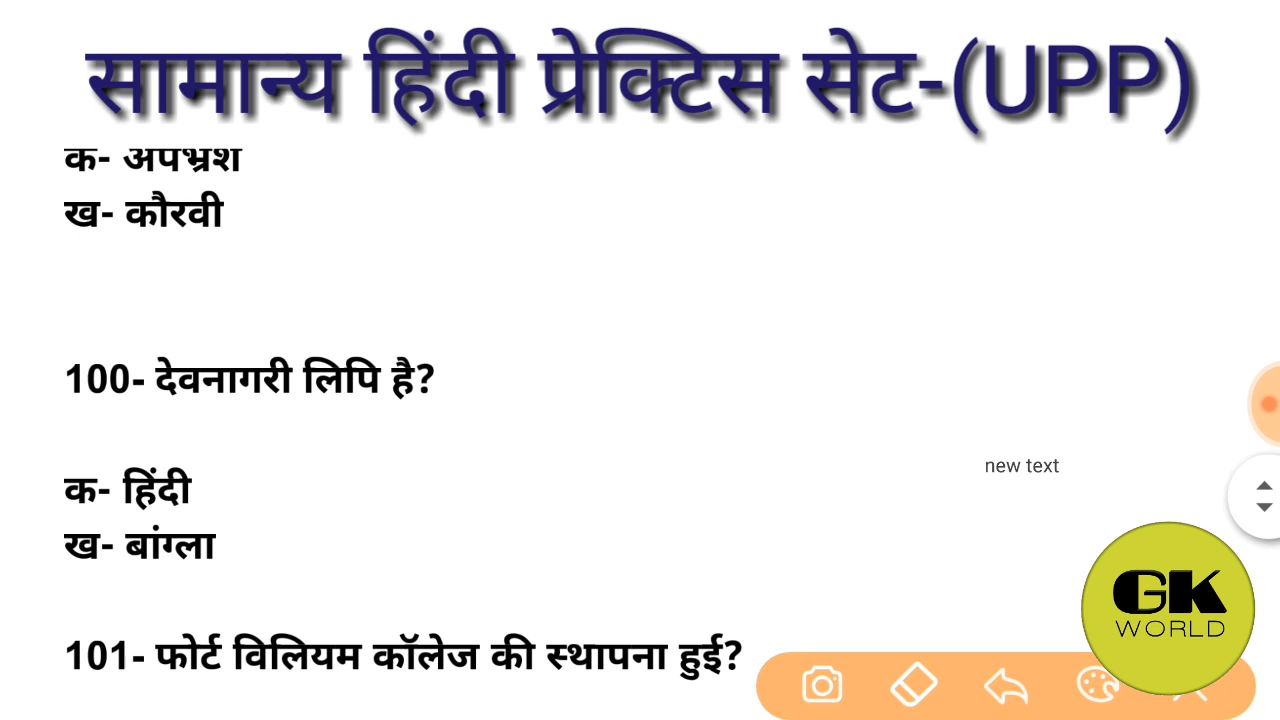 सामान्य हिंदी प्रेक्टिस सेट-(UPP)
क- अपभ्रंश
ख- कौरवी
100- देवनागरी लिपि है?
क- हिंदी
new text
ख- बांग्ला
GK
WORLD
101- फोर्ट विलियम कॉलेज की स्थापना हुई?